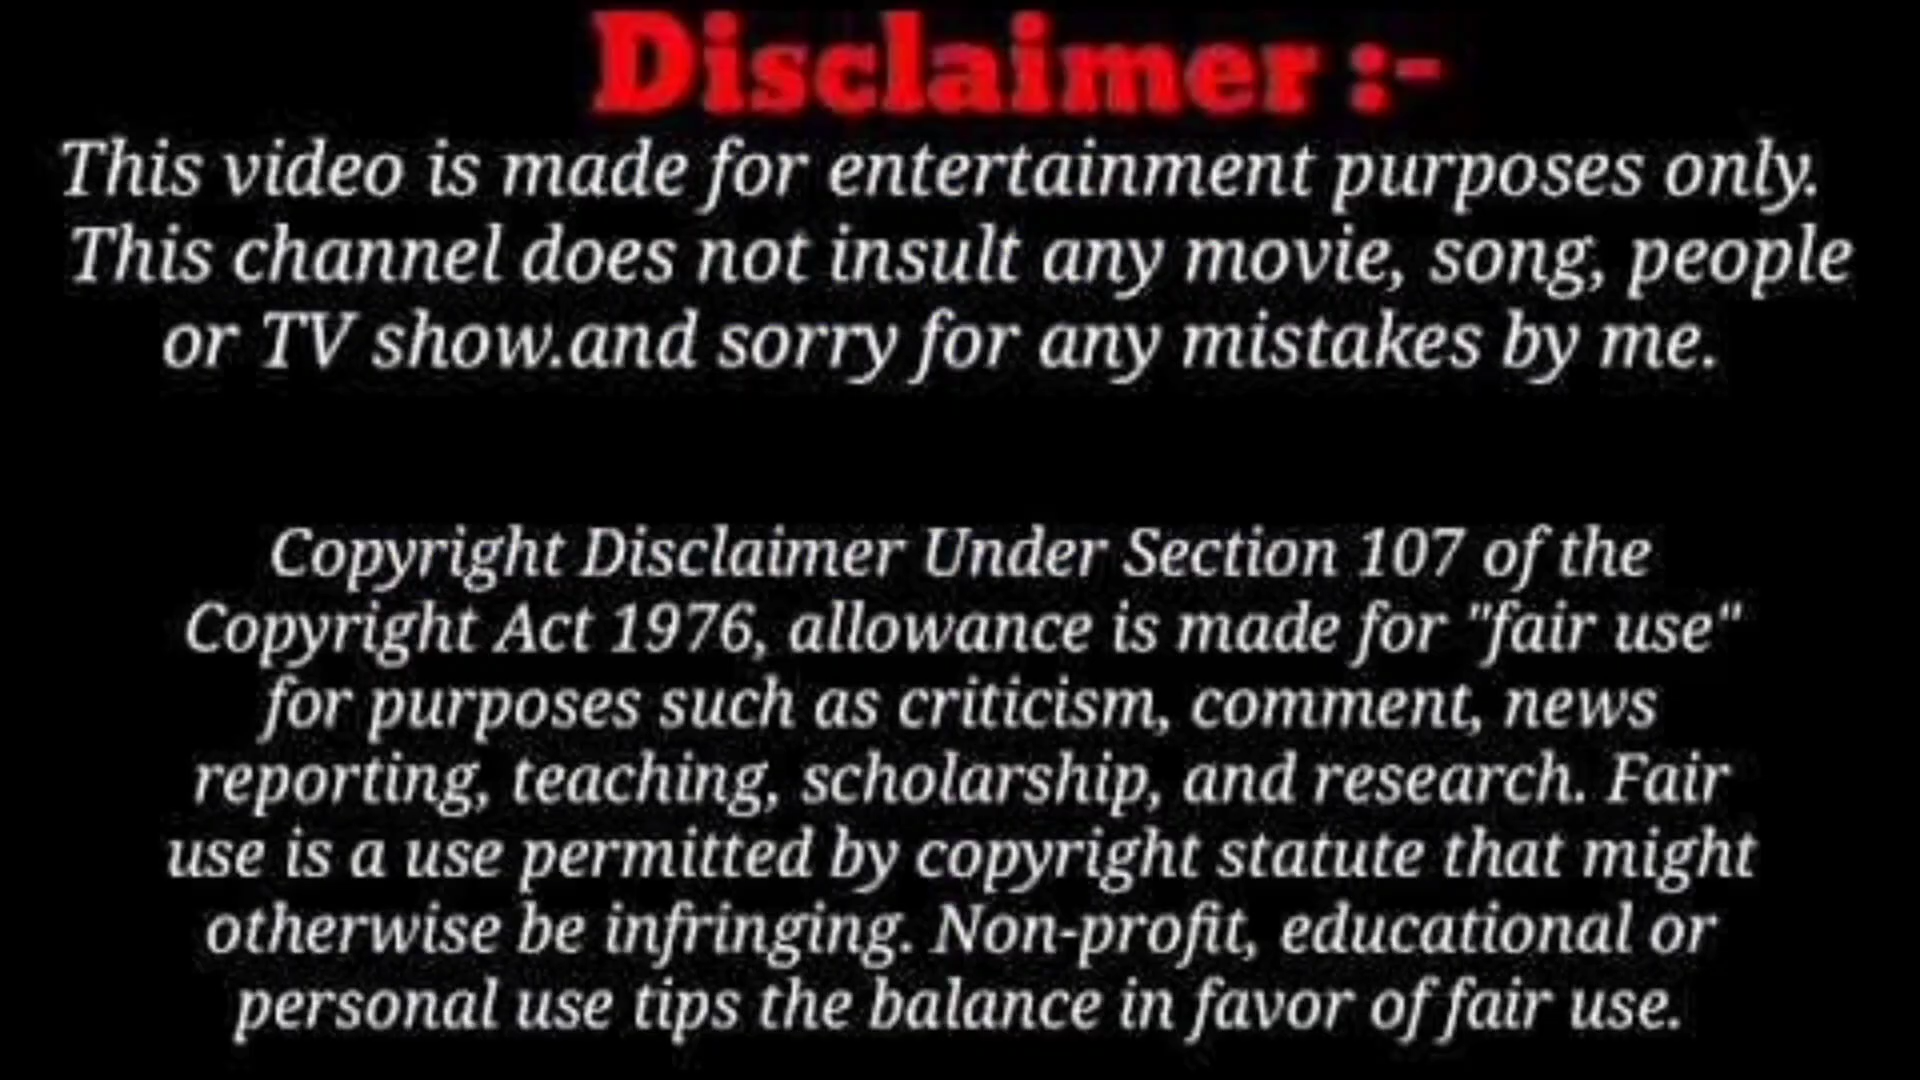 Disclaimer :-
This video is made for entertainment purposes only.
This channel does not insult any movie, song, people
or TV show.and sorry for any mistakes by me.
Copyright Disclaimer Under Section 107 of the
Copyright Act 1976, allowance is made for "fair use"
for purposes such as criticism, comment, news
reporting, teaching, scholarship, and research. Fair
use is a use permitted by copyright statute that might
otherwise be infringing. Non-profit, educational or
personal use tips the balance in favor of fair use.